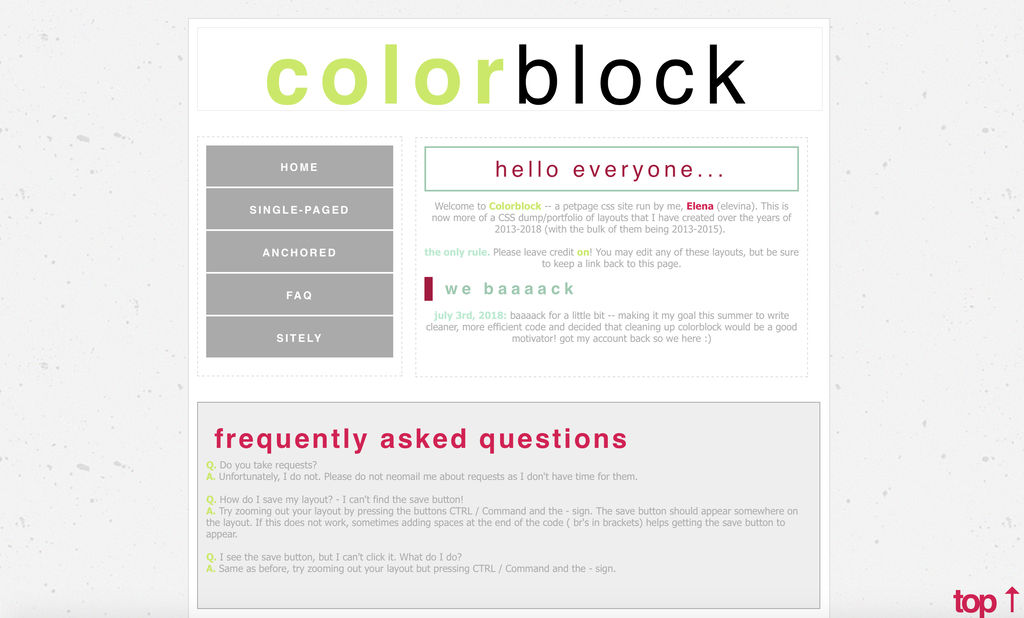 colorblock
HOME
SINGLE-PAGED
ANCHORED
FAQ
SITELY
hello everyone...
Welcome to Colorblock -- a petpage css site run by me, Elena (elevina). This is
now more of a CSS dump/portfolio of layouts that I have created over the years of
2013-2018 (with the bulk of them being 2013-2015).
the only rule. Please leave credit on! You may edit any of these layouts, but be sure
to keep a link back to this page.
we baaaack
july 3rd, 2018: baaaack for a little bit -- making it my goal this summer to write
cleaner, more efficient code and decided that cleaning up colorblock would be a good
motivator! got my account back so we here :)
frequently asked questions
Q. Do you take requests?
A. Unfortunately, I do not. Please do not neomail me about requests as I don't have time for them.
Q. How do I save my layout? - I can't find the save button!
A. Try zooming out your layout by pressing the buttons CTRL / Command and the - sign. The save button should appear somewhere on
the layout. If this does not work, sometimes adding spaces at the end of the code ( br's in brackets) helps getting the save button to
appear.
Q. I see the save button, but I can't click it. What do I do?
A. Same as before, try zooming out your layout but pressing CTRL / Command and the - sign.
top ↑